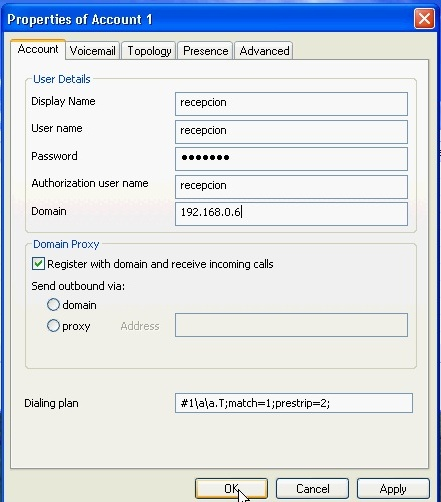 Properties of Account 1
Account Voicemail Topology Presence Advanced
User Details
Display Name recepcion
User name recepcion
Password ●●●●●●●
Authorization user name recepcion
Domain 192.168.0.6
Domain Proxy
Register with domain and receive incoming calls
Send outbound via:
domain
proxy Address
Dialing plan #1\a\a.T;match=1;prestrip=2;
OK Cancel Apply